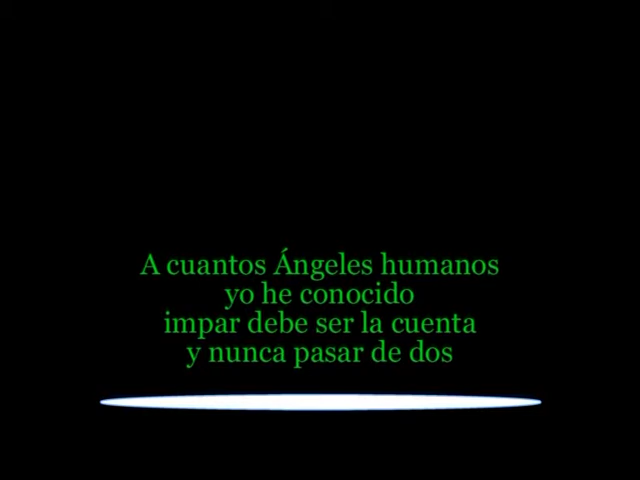 A cuantos Ángeles humanos
yo he conocido
impar debe ser la cuenta
y nunca pasar de dos